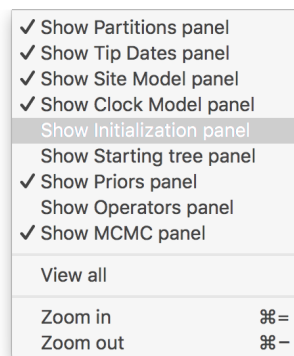 ✓ Show Partitions panel
✓ Show Tip Dates panel
✓ Show Site Model panel
✓ Show Clock Model panel
Show Initialization panel
Show Starting tree panel
✓ Show Priors panel
Show Operators panel
✓ Show MCMC panel
View all
Zoom in ⌘=
Zoom out ⌘−